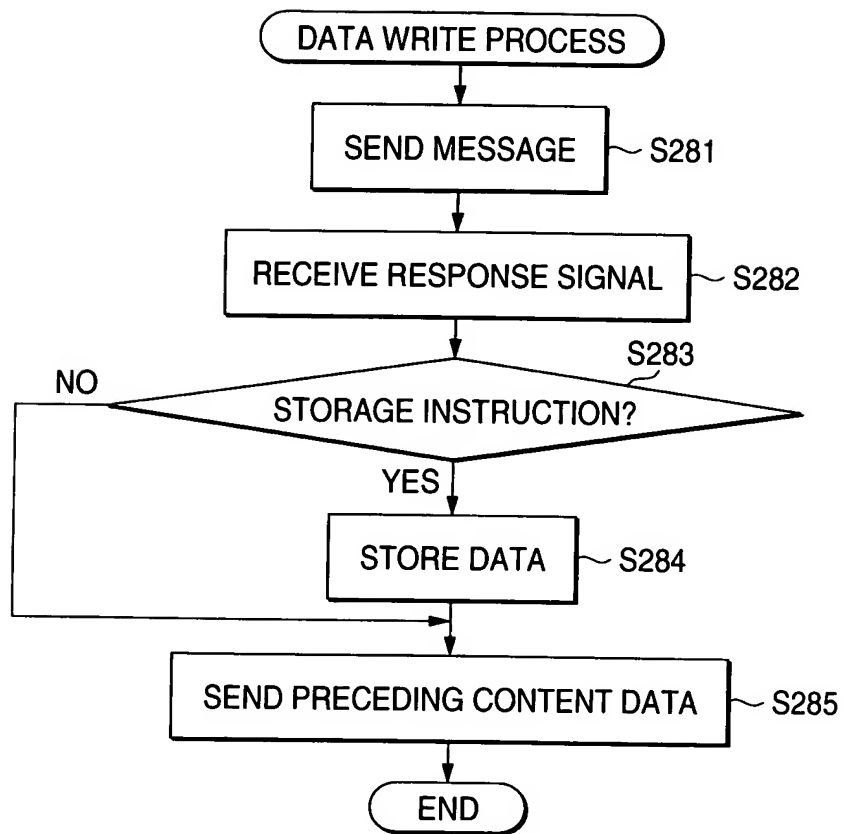 DATA WRITE PROCESS
SEND MESSAGE
S281
RECEIVE RESPONSE SIGNAL
S282
S283
NO
STORAGE INSTRUCTION?
YES
STORE DATA
S284
SEND PRECEDING CONTENT DATA
S285
END